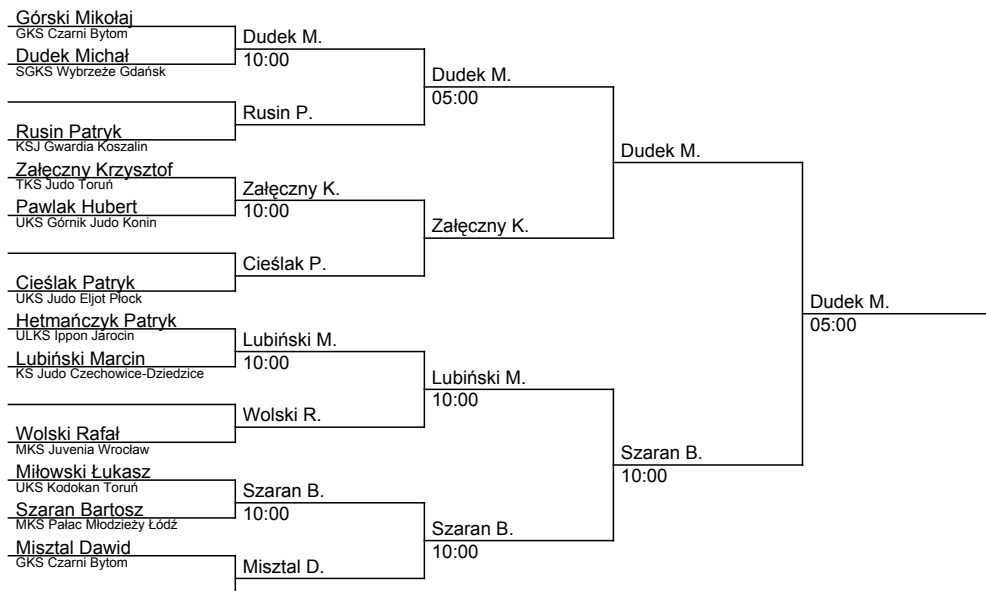 Górski Mikołaj
GKS Czarni Bytom
Dudek Michał
SGKS Wybrzeże Gdańsk
Rusin Patryk
KSJ Gwardia Koszalin
Załęczny Krzysztof
TKS Judo Toruń
Pawlak Hubert
UKS Górnik Judo Konin
Cieślak Patryk
UKS Judo Eljot Płock
Hetmańczyk Patryk
ULKS Ippon Jarocin
Lubiński Marcin
KS Judo Czechowice-Dziedzice
Wolski Rafał
MKS Juvenia Wrocław
Miłowski Łukasz
UKS Kodokan Toruń
Szaran Bartosz
MKS Pałac Młodzieży Łódź
Misztal Dawid
GKS Czarni Bytom
Dudek M.
10:00
Rusin P.
Załęczny K.
10:00
Cieślak P.
Lubiński M.
10:00
Wolski R.
Szaran B.
10:00
Misztal D.
Dudek M.
05:00
Załęczny K.
Lubiński M.
10:00
Szaran B.
10:00
Dudek M.
Szaran B.
10:00
Dudek M.
05:00